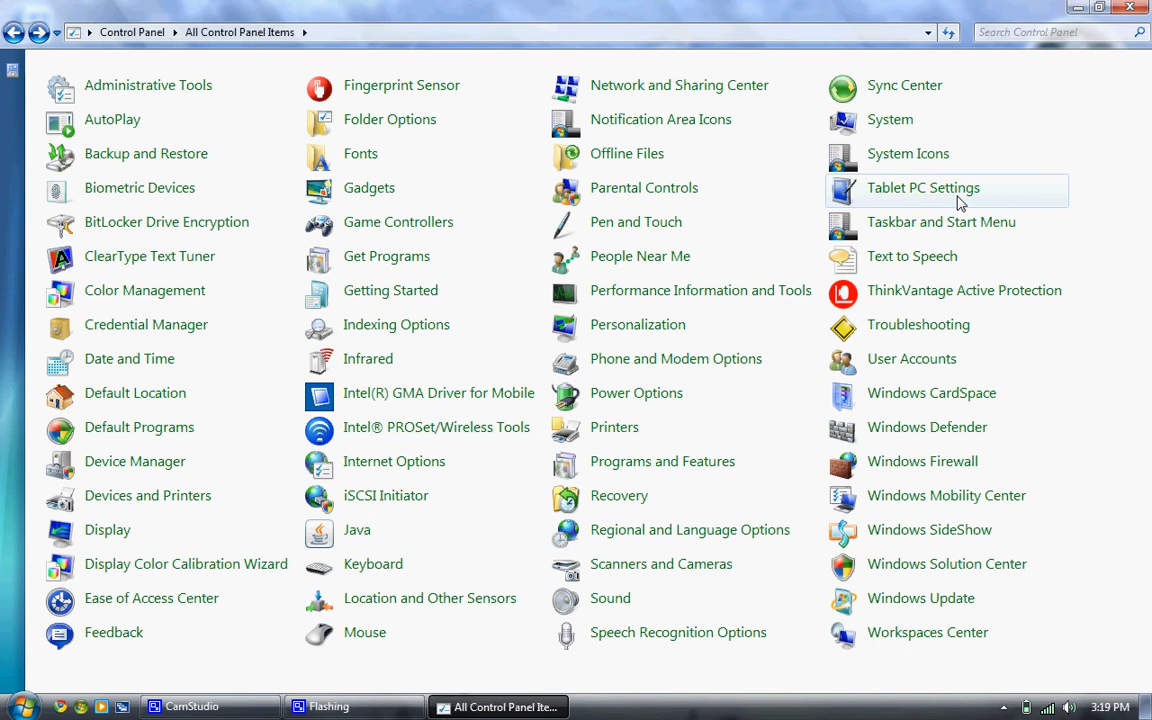 Control Panel
All Control Panel Items
Search Control Panel
Administrative Tools
AutoPlay
Backup and Restore
Biometric Devices
BitLocker Drive Encryption
ClearType Text Tuner
Color Management
Credential Manager
Date and Time
Default Location
Default Programs
Device Manager
Devices and Printers
Display
Display Color Calibration Wizard
Ease of Access Center
Feedback
Fingerprint Sensor
Folder Options
Fonts
Gadgets
Game Controllers
Get Programs
Getting Started
Indexing Options
Infrared
Intel(R) GMA Driver for Mobile
Intel® PROSet/Wireless Tools
Internet Options
iSCSI Initiator
Java
Keyboard
Location and Other Sensors
Mouse
Network and Sharing Center
Notification Area Icons
Offline Files
Parental Controls
Pen and Touch
People Near Me
Performance Information and Tools
Personalization
Phone and Modem Options
Power Options
Printers
Programs and Features
Recovery
Regional and Language Options
Scanners and Cameras
Sound
Speech Recognition Options
Sync Center
System
System Icons
Tablet PC Settings
Taskbar and Start Menu
Text to Speech
ThinkVantage Active Protection
Troubleshooting
User Accounts
Windows CardSpace
Windows Defender
Windows Firewall
Windows Mobility Center
Windows SideShow
Windows Solution Center
Windows Update
Workspaces Center
CamStudio
Flashing
All Control Panel Ite...
3:19 PM